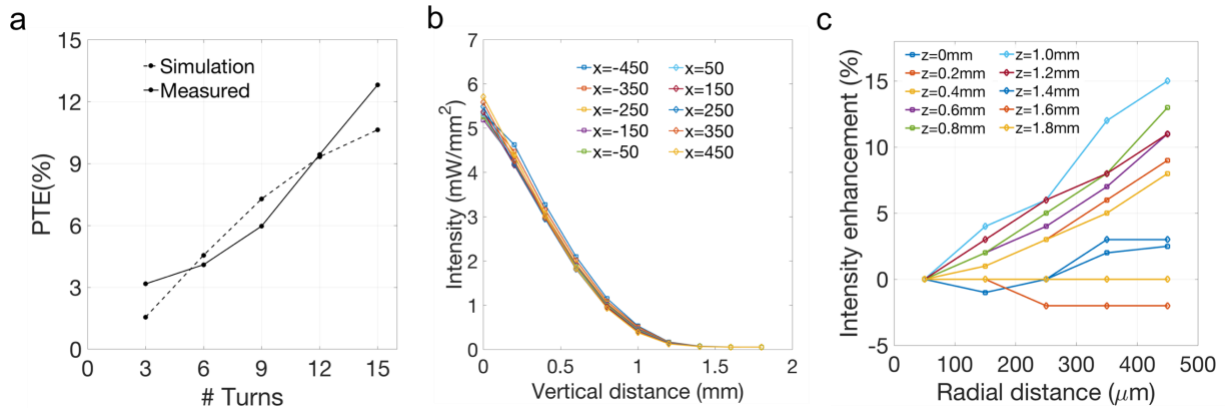 a
15
12
9
6
3
0
PTE(%)
Simulation
Measured
0 3 6 9 12 15
# Turns
b
7
6
5
4
3
2
1
0
Intensity (mW/mm²)
x=-450 x=50
x=-350 x=150
x=-250 x=250
x=-150 x=350
x=-50 x=450
0 0.5 1 1.5 2
Vertical distance (mm)
c
15
10
5
0
-5
Intensity enhancement (%)
z=0mm z=1.0mm
z=0.2mm z=1.2mm
z=0.4mm z=1.4mm
z=0.6mm z=1.6mm
z=0.8mm z=1.8mm
0 100 200 300 400 500
Radial distance (μm)